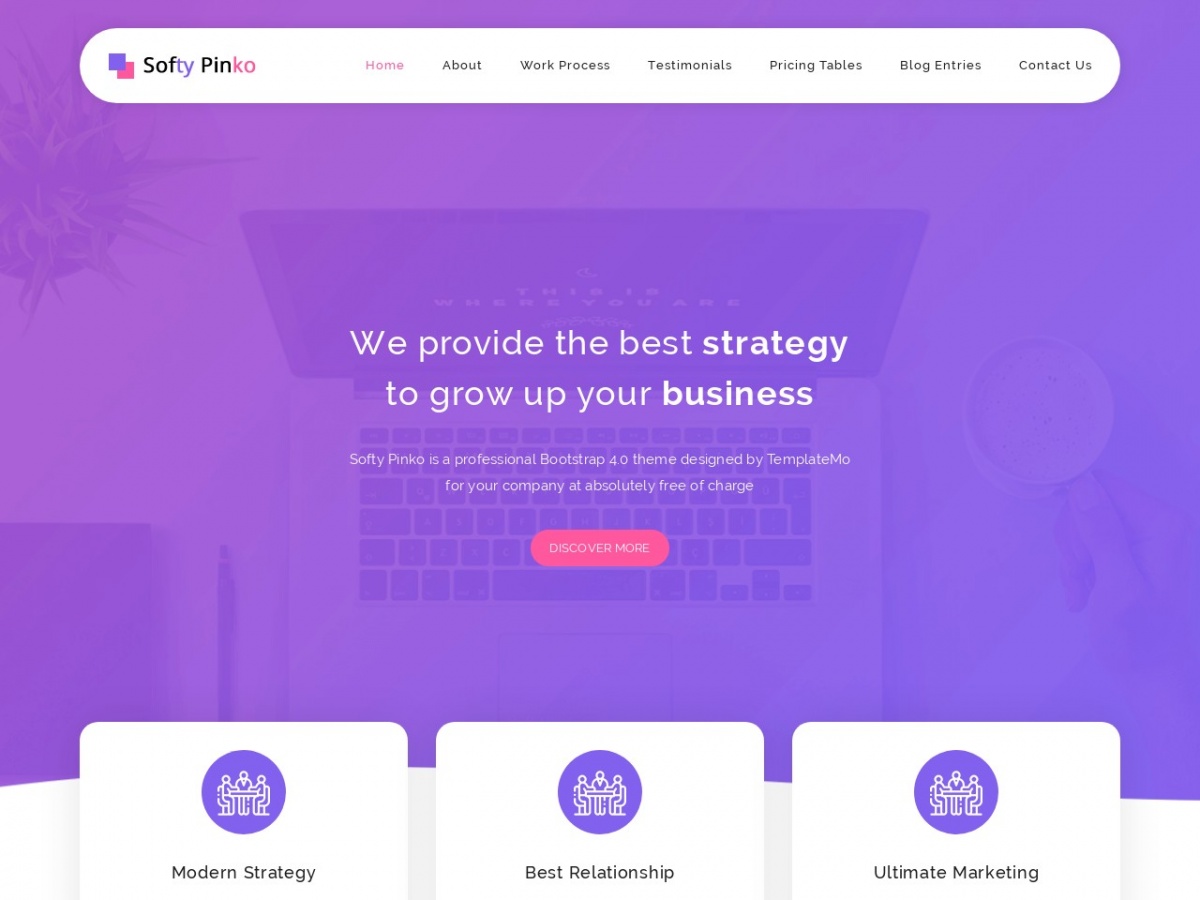 Softy Pinko
Home
About
Work Process
Testimonials
Pricing Tables
Blog Entries
Contact Us
THIS IS
WHERE YOU ARE
We provide the best strategy
to grow up your business
Softy Pinko is a professional Bootstrap 4.0 theme designed by TemplateMo
for your company at absolutely free of charge
DISCOVER MORE
Modern Strategy
Best Relationship
Ultimate Marketing